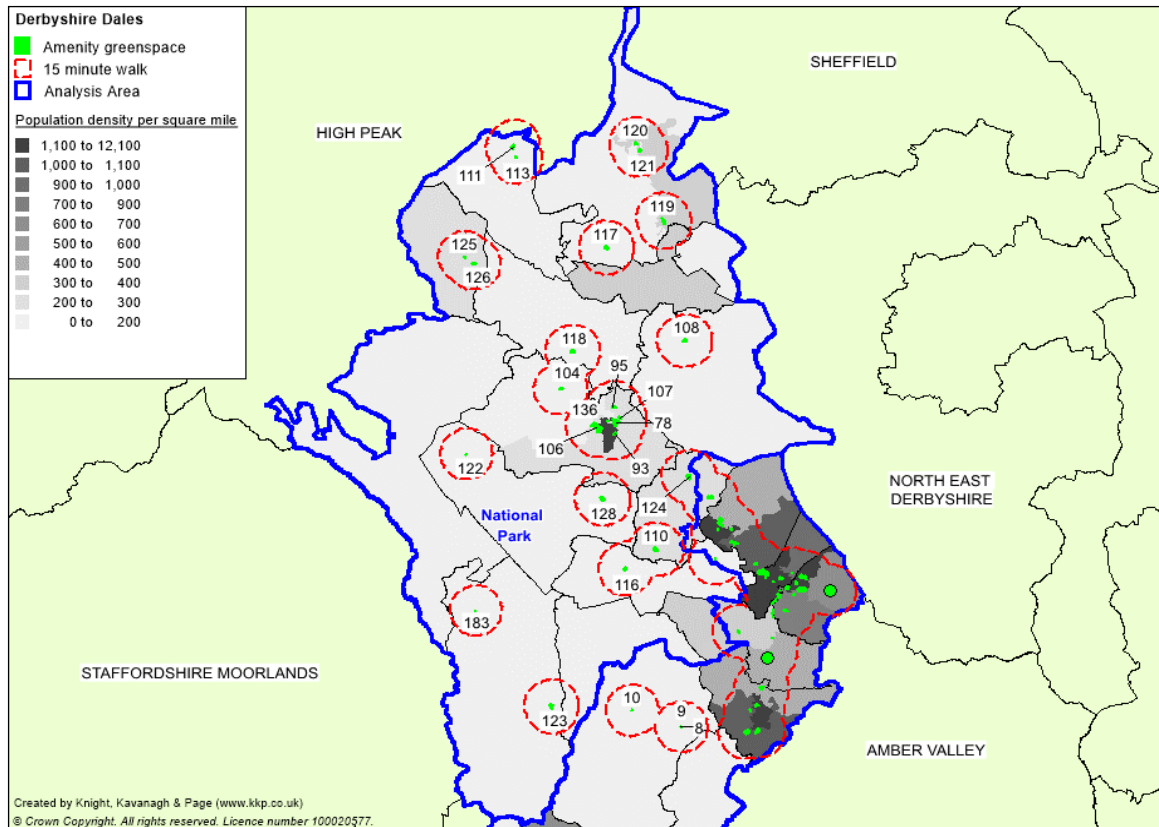 Derbyshire Dales
Amenity greenspace
15 minute walk
Analysis Area
Population density per square mile
1,100 to 12,100
1,000 to 1,100
900 to 1,000
700 to 900
600 to 700
500 to 600
400 to 500
300 to 400
200 to 300
0 to 200
SHEFFIELD
HIGH PEAK
120
121
111
113
119
117
125
126
108
118
95
104
107
136
78
106
93
122
124
NORTH EAST
DERBYSHIRE
128
National
Park
110
116
183
STAFFORDSHIRE MOORLANDS
123
10
9
8
AMBER VALLEY
Created by Knight, Kavanagh & Page (www.kkp.co.uk)
© Crown Copyright. All rights reserved. Licence number 100020577.